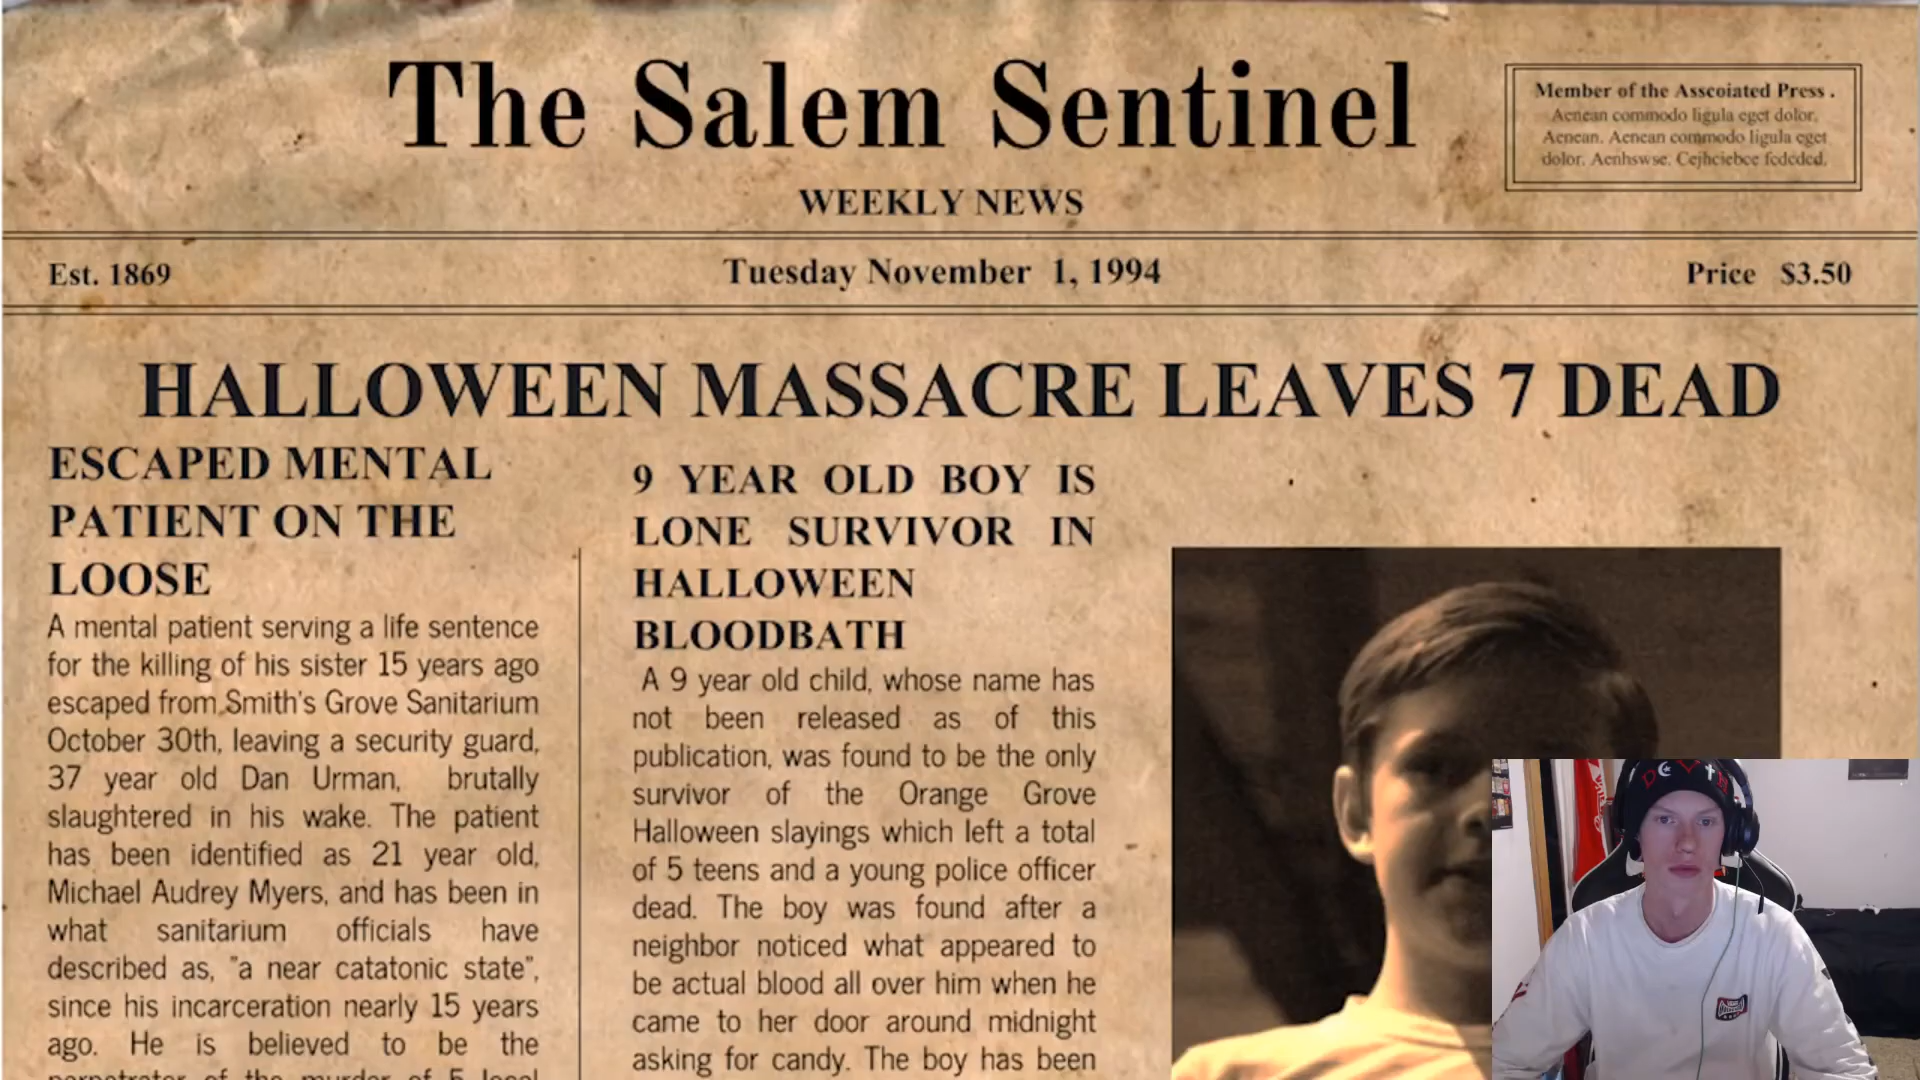 The Salem Sentinel
Member of the Asscoiated Press .
Aenean commodo ligula eget dolor.
Aenean. Aenean commodo ligula eget
dolor. Aenhswse. Cejhciebce fcdcdcd.
WEEKLY NEWS
Est. 1869
Tuesday November 1, 1994
Price $3.50
HALLOWEEN MASSACRE LEAVES 7 DEAD
ESCAPED MENTAL
PATIENT ON THE
LOOSE
A mental patient serving a life sentence
for the killing of his sister 15 years ago
escaped from Smith's Grove Sanitarium
October 30th, leaving a security guard,
37 year old Dan Urman, brutally
slaughtered in his wake. The patient
has been identified as 21 year old,
Michael Audrey Myers, and has been in
what sanitarium officials have
described as, "a near catatonic state",
since his incarceration nearly 15 years
ago. He is believed to be the
perpetrator of the murder of 5 local
9 YEAR OLD BOY IS
LONE SURVIVOR IN
HALLOWEEN
BLOODBATH
A 9 year old child, whose name has
not been released as of this
publication, was found to be the only
survivor of the Orange Grove
Halloween slayings which left a total
of 5 teens and a young police officer
dead. The boy was found after a
neighbor noticed what appeared to
be actual blood all over him when he
came to her door around midnight
asking for candy. The boy has been